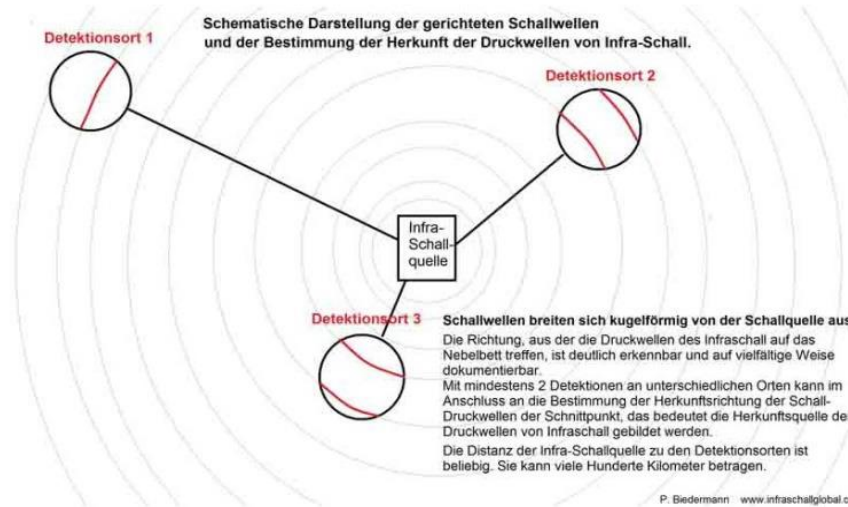 Schematische Darstellung der gerichteten Schallwellen
und der Bestimmung der Herkunft der Druckwellen von Infra-Schall.
Detektionsort 1
Detektionsort 2
Infra-
Schall-
quelle
Detektionsort 3
Schallwellen breiten sich kugelförmig von der Schallquelle aus
Die Richtung, aus der die Druckwellen des Infraschall auf das
Nebelbett treffen, ist deutlich erkennbar und auf vielfältige Weise
dokumentierbar.
Mit mindestens 2 Detektionen an unterschiedlichen Orten kann im
Anschluss an die Bestimmung der Herkunftsrichtung der Schall-
Druckwellen der Schnittpunkt, das bedeutet die Herkunftsquelle de
Druckwellen von Infraschall gebildet werden.
Die Distanz der Infra-Schallquelle zu den Detektionsorten ist
beliebig. Sie kann viele Hunderte Kilometer betragen.
P. Biedermann www.infraschallglobal.c